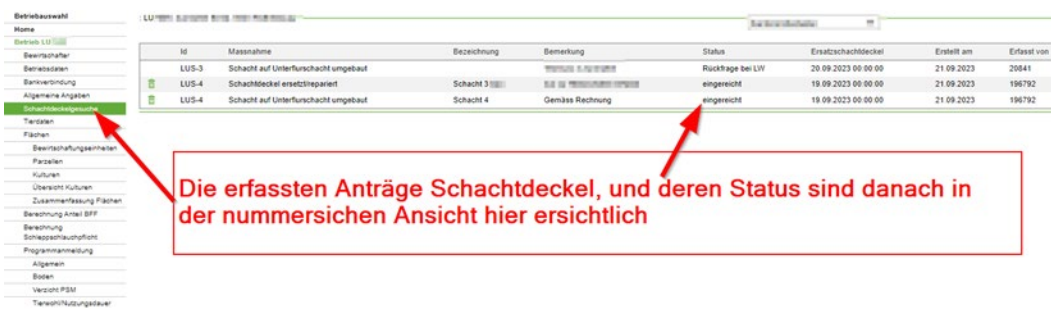 Betriebsauswahl
Home
Betrieb LU
Bewirtschafter
Betriebsdaten
Bankverbindung
Allgemeine Angaben
Schachtdeckelgesuche
Tierdaten
Flächen
Bewirtschaftungseinheiten
Parzellen
Kulturen
Übersicht Kulturen
Zusammenfassung Flächen
Berechnung Anteil BFF
Berechnung
Schleppschlauchpflicht
Programmanmeldung
Allgemein
Boden
Verzicht PSM
Tierwohl/Nutzungsdauer
LU
Id Massnahme Bezeichnung Bemerkung Status Ersatzschachtdeckel Erstellt am Erfasst von
LUS-3 Schacht auf Unterflurschacht umgebaut Rückfrage bei LW 20.09.2023 00:00:00 21.09.2023 20841
LUS-4 Schachtdeckel ersetzt/repariert Schacht 3 eingereicht 19.09.2023 00:00:00 21.09.2023 196792
LUS-4 Schacht auf Unterflurschacht umgebaut Schacht 4 Gemäss Rechnung eingereicht 19.09.2023 00:00:00 21.09.2023 196792
Die erfassten Anträge Schachtdeckel, und deren Status sind danach in
der nummersichen Ansicht hier ersichtlich